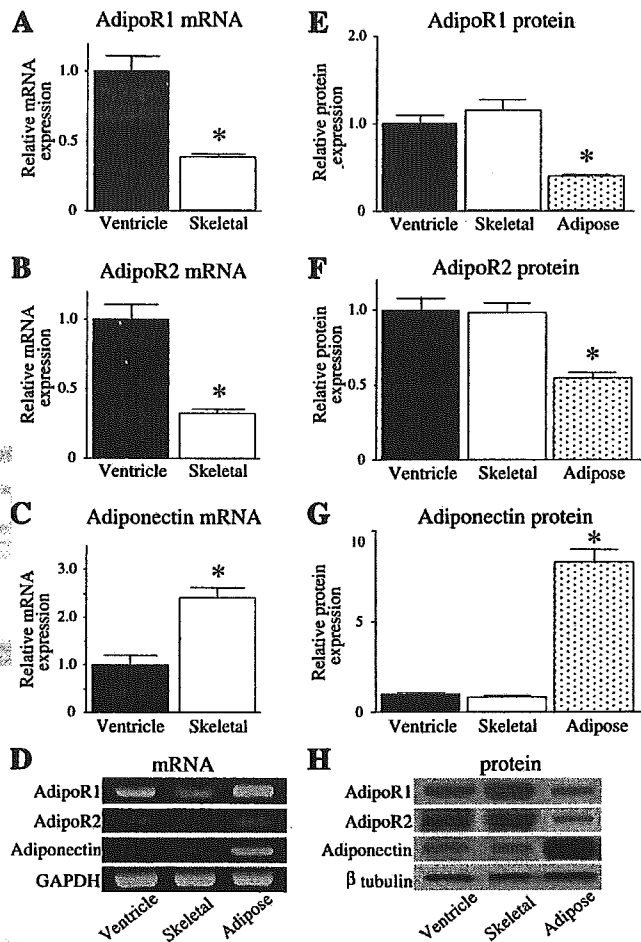 A AdipoR1 mRNA
Relative mRNA
expression
1.0
0.5
0
*
Ventricle Skeletal
B AdipoR2 mRNA
Relative mRNA
expression
1.0
0.5
0
*
Ventricle Skeletal
C Adiponectin mRNA
Relative mRNA
expression
3.0
2.0
1.0
0
*
Ventricle Skeletal
D mRNA
AdipoR1
AdipoR2
Adiponectin
GAPDH
Ventricle Skeletal Adipose
E AdipoR1 protein
Relative protein
expression
2.0
1.0
0
*
Ventricle Skeletal Adipose
F AdipoR2 protein
Relative protein
expression
1.0
0.5
0
*
Ventricle Skeletal Adipose
G Adiponectin protein
Relative protein
expression
10
5
0
*
Ventricle Skeletal Adipose
H protein
AdipoR1
AdipoR2
Adiponectin
β tubulin
Ventricle Skeletal Adipose